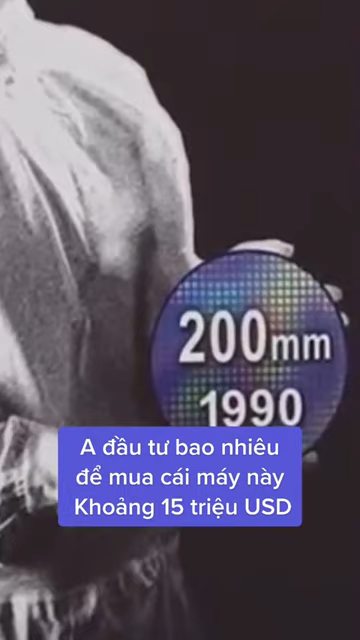 200mm
1990
A đầu tư bao nhiêu
để mua cái máy này
Khoảng 15 triệu USD